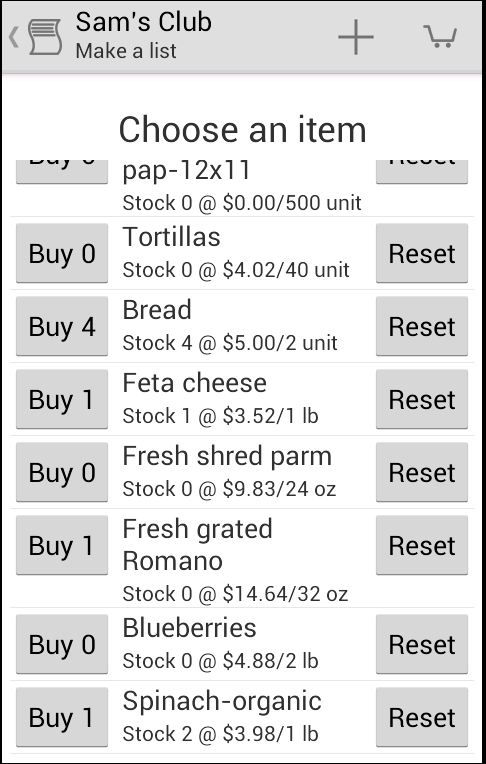 Sam's Club
Make a list
Choose an item
pap-12x11
Stock 0 @ $0.00/500 unit
Buy 0
Tortillas
Stock 0 @ $4.02/40 unit
Reset
Buy 4
Bread
Stock 4 @ $5.00/2 unit
Reset
Buy 1
Feta cheese
Stock 1 @ $3.52/1 lb
Reset
Buy 0
Fresh shred parm
Stock 0 @ $9.83/24 oz
Reset
Buy 1
Fresh grated
Romano
Stock 0 @ $14.64/32 oz
Reset
Buy 0
Blueberries
Stock 0 @ $4.88/2 lb
Reset
Buy 1
Spinach-organic
Stock 2 @ $3.98/1 lb
Reset